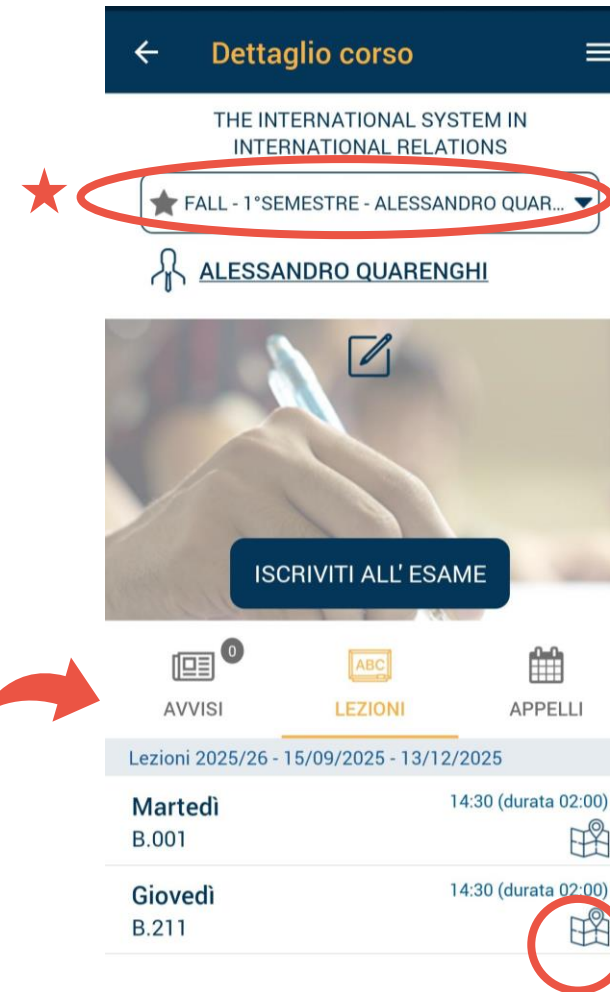 Dettaglio corso
THE INTERNATIONAL SYSTEM IN
INTERNATIONAL RELATIONS
FALL - 1°SEMESTRE - ALESSANDRO QUAR...
ALESSANDRO QUARENGHI
ISCRIVITI ALL' ESAME
0
ABC
AVVISI LEZIONI APPELLI
Lezioni 2025/26 - 15/09/2025 - 13/12/2025
Martedì 14:30 (durata 02:00)
B.001
Giovedì 14:30 (durata 02:00)
B.211